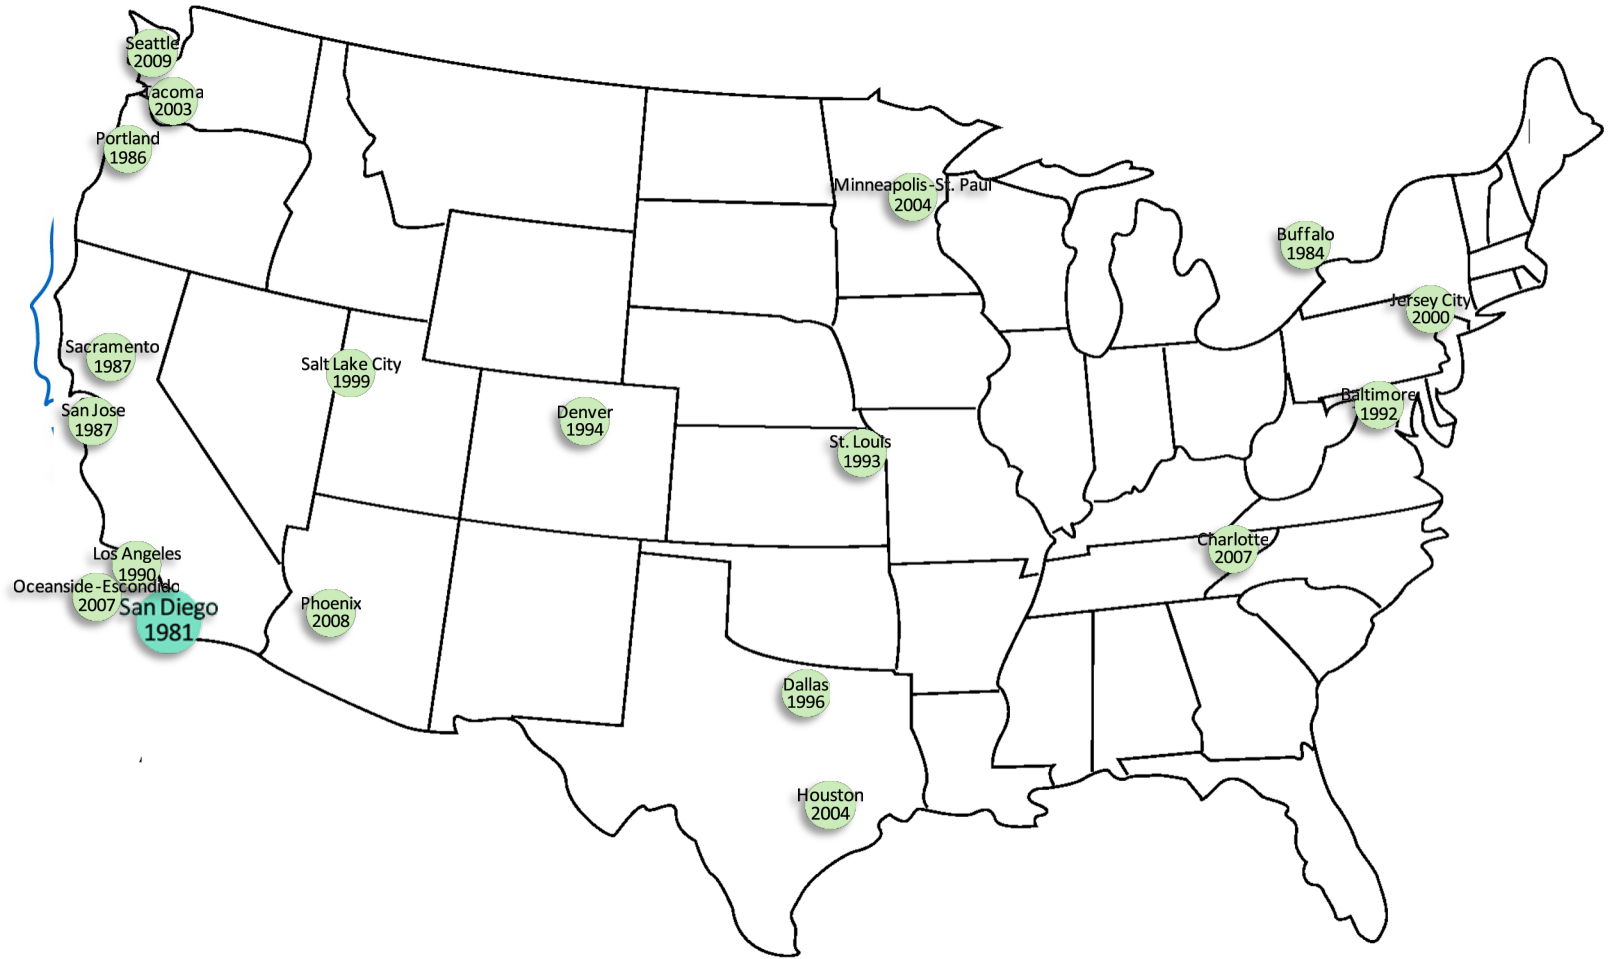 Seattle
2009
Tacoma
2003
Portland
1986
Minneapolis-St. Paul
2004
Buffalo
1984
Jersey City
2000
Sacramento
1987
Salt Lake City
1999
San Jose
1987
Denver
1994
St. Louis
1993
Baltimore
1992
Charlotte
2007
Los Angeles
1990
Oceanside-Escondido
2007
San Diego
1981
Phoenix
2008
Dallas
1996
Houston
2004